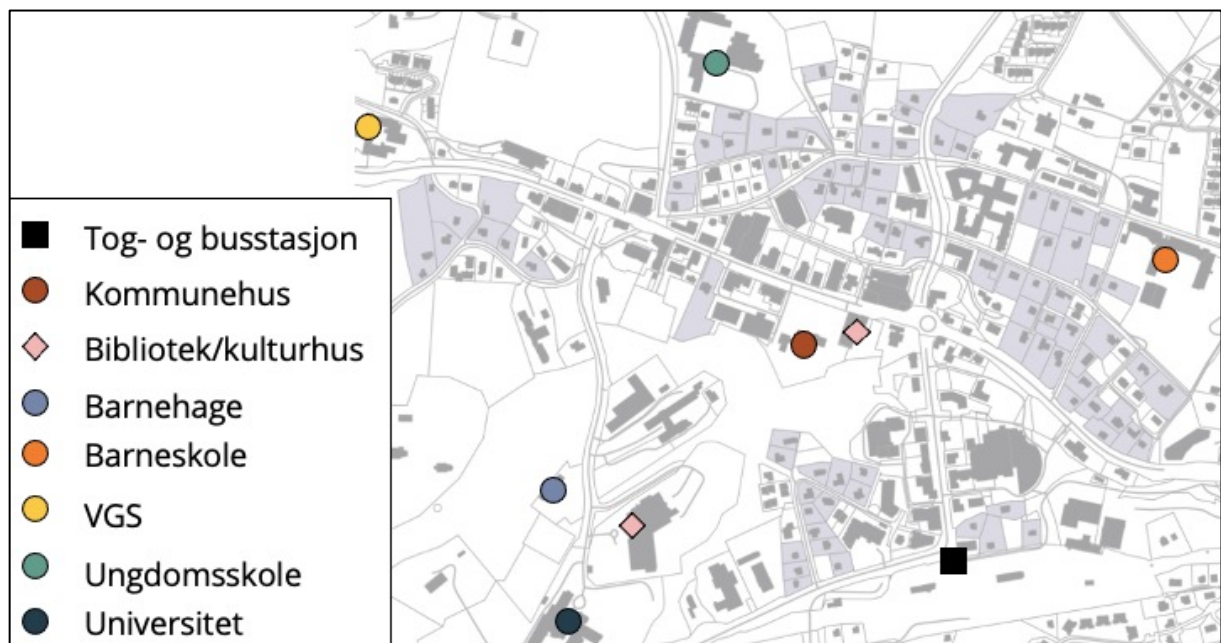 Tog- og busstasjon
Kommunehus
Bibliotek/kulturhus
Barnehage
Barneskole
VGS
Ungdomsskole
Universitet